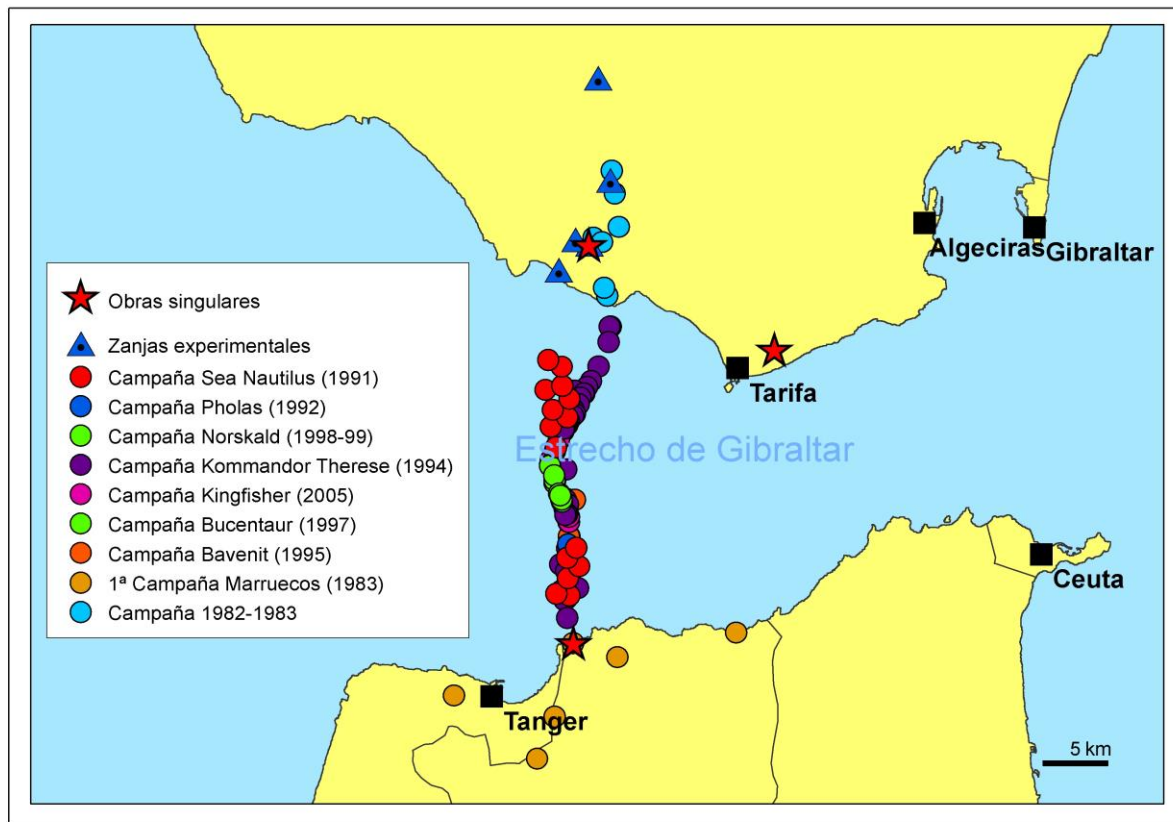 Algeciras
Gibraltar
Tarifa
Estrecho de Gibraltar
Ceuta
Tanger
5 km
Obras singulares
Zanjas experimentales
Campaña Sea Nautilus (1991)
Campaña Pholas (1992)
Campaña Norskald (1998-99)
Campaña Kommandor Therese (1994)
Campaña Kingfisher (2005)
Campaña Bucentaur (1997)
Campaña Bavenit (1995)
1ª Campaña Marruecos (1983)
Campaña 1982-1983